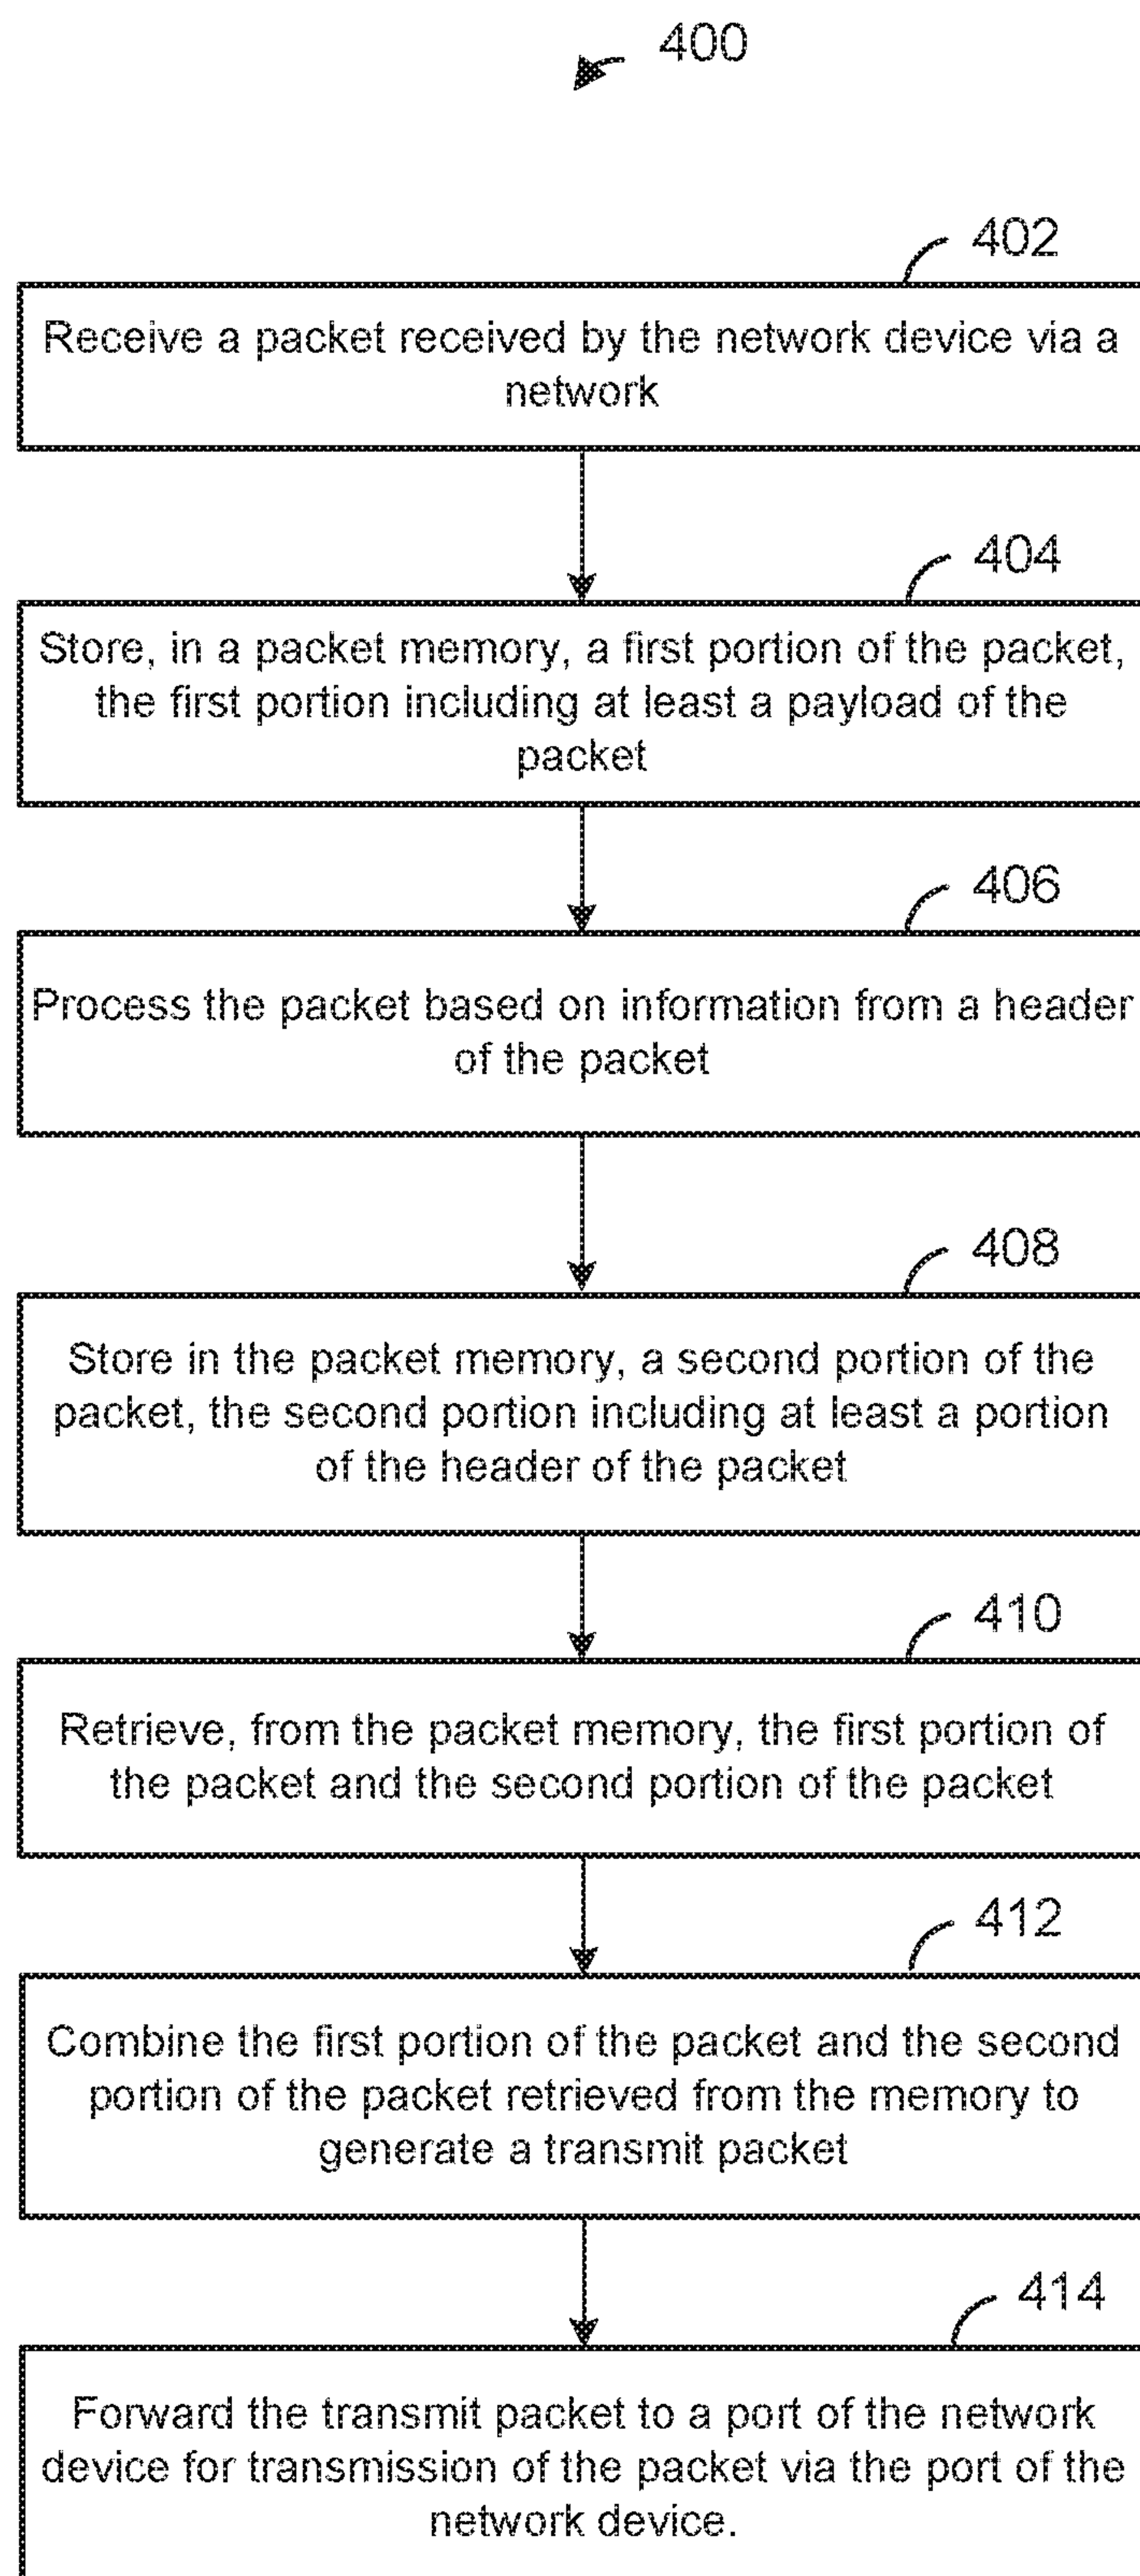 400
402
Receive a packet received by the network device via a
network
404
Store, in a packet memory, a first portion of the packet,
the first portion including at least a payload of the
packet
406
Process the packet based on information from a header
of the packet
408
Store in the packet memory, a second portion of the
packet, the second portion including at least a portion
of the header of the packet
410
Retrieve, from the packet memory, the first portion of
the packet and the second portion of the packet
412
Combine the first portion of the packet and the second
portion of the packet retrieved from the memory to
generate a transmit packet
414
Forward the transmit packet to a port of the network
device for transmission of the packet via the port of the
network device.